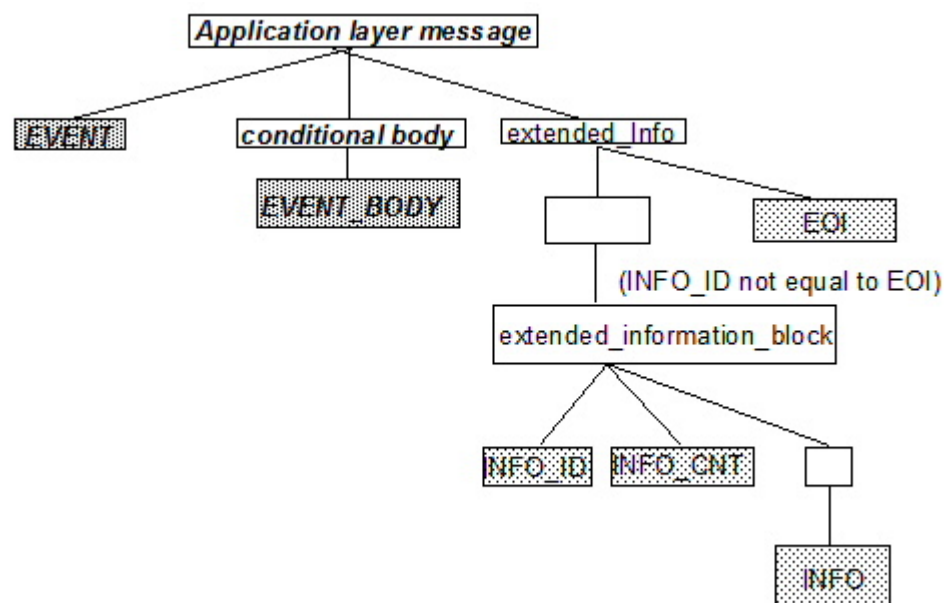 Application layer message
EVENT
conditional body
extended_Info
EVENT_BODY
EOI
(INFO_ID not equal to EOI)
extended_information_block
INFO_ID
INFO_CNT
INFO